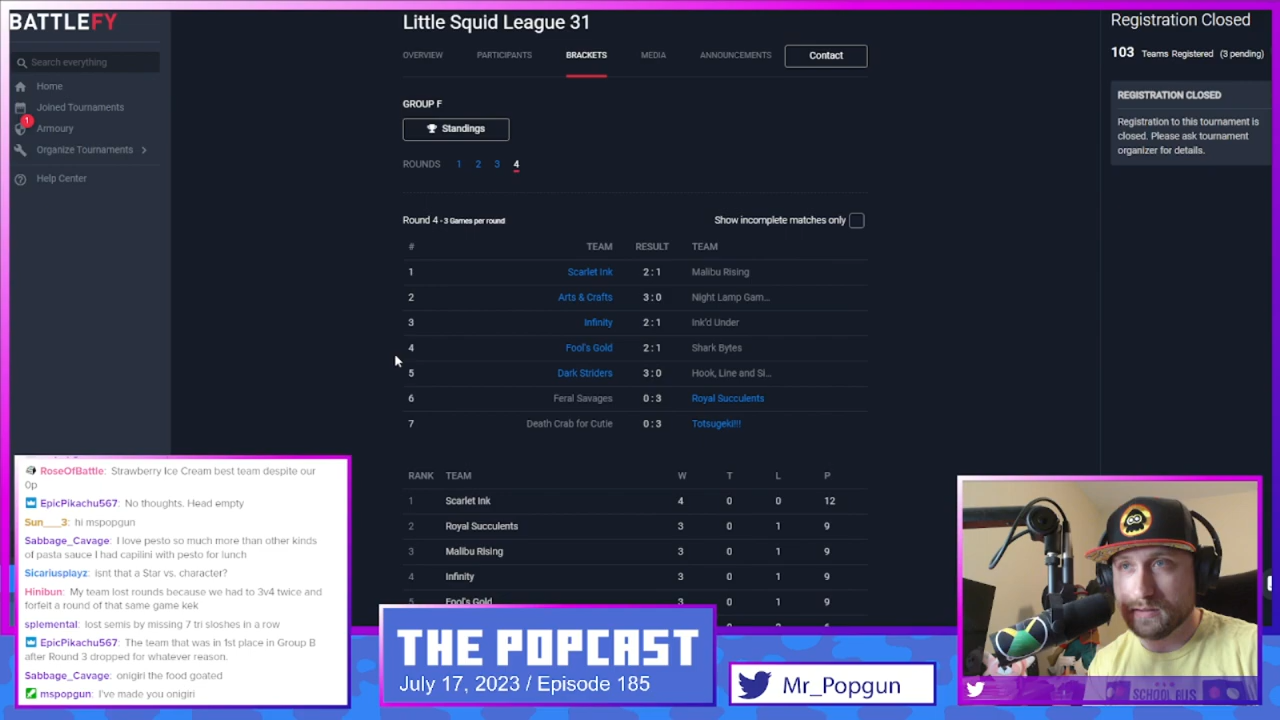 BATTLEFY
Search everything
Home
Joined Tournaments
1
Armoury
Organize Tournaments
Help Center
Little Squid League 31
OVERVIEW PARTICIPANTS BRACKETS MEDIA ANNOUNCEMENTS Contact
GROUP F
Standings
ROUNDS 1 2 3 4
Round 4 - 3 Games per round Show incomplete matches only
# TEAM RESULT TEAM
1 Scarlet Ink 2 : 1 Malibu Rising
2 Arts & Crafts 3 : 0 Night Lamp Gam...
3 Infinity 2 : 1 Ink'd Under
4 Fool's Gold 2 : 1 Shark Bytes
5 Dark Striders 3 : 0 Hook, Line and Si...
6 Feral Savages 0 : 3 Royal Succulents
7 Death Crab for Cutie 0 : 3 Totsugeki!!!
RANK TEAM W T L P
1 Scarlet Ink 4 0 0 12
2 Royal Succulents 3 0 1 9
3 Malibu Rising 3 0 1 9
4 Infinity 3 0 1 9
5 Fool's Gold 3 0 1 9
Registration Closed
103 Teams Registered (3 pending)
REGISTRATION CLOSED
Registration to this tournament is
closed. Please ask tournament
organizer for details.
RoseOfBattle: Strawberry Ice Cream best team despite our
0p
EpicPikachu567: No thoughts. Head empty
Sun___3: hi mspopgun
Sabbage_Cavage: I love pesto so much more than other kinds
of pasta sauce I had capilini with pesto for lunch
Sicariusplayz: isnt that a Star vs. character?
Hinibun: My team lost rounds because we had to 3v4 twice and
forfeit a round of that same game kek
splemental: lost semis by missing 7 tri sloshes in a row
EpicPikachu567: The team that was in 1st place in Group B
after Round 3 dropped for whatever reason.
Sabbage_Cavage: onigiri the food goated
mspopgun: I've made you onigiri
THE POPCAST
July 17, 2023 / Episode 185
Mr_Popgun
SCHOOL BUS